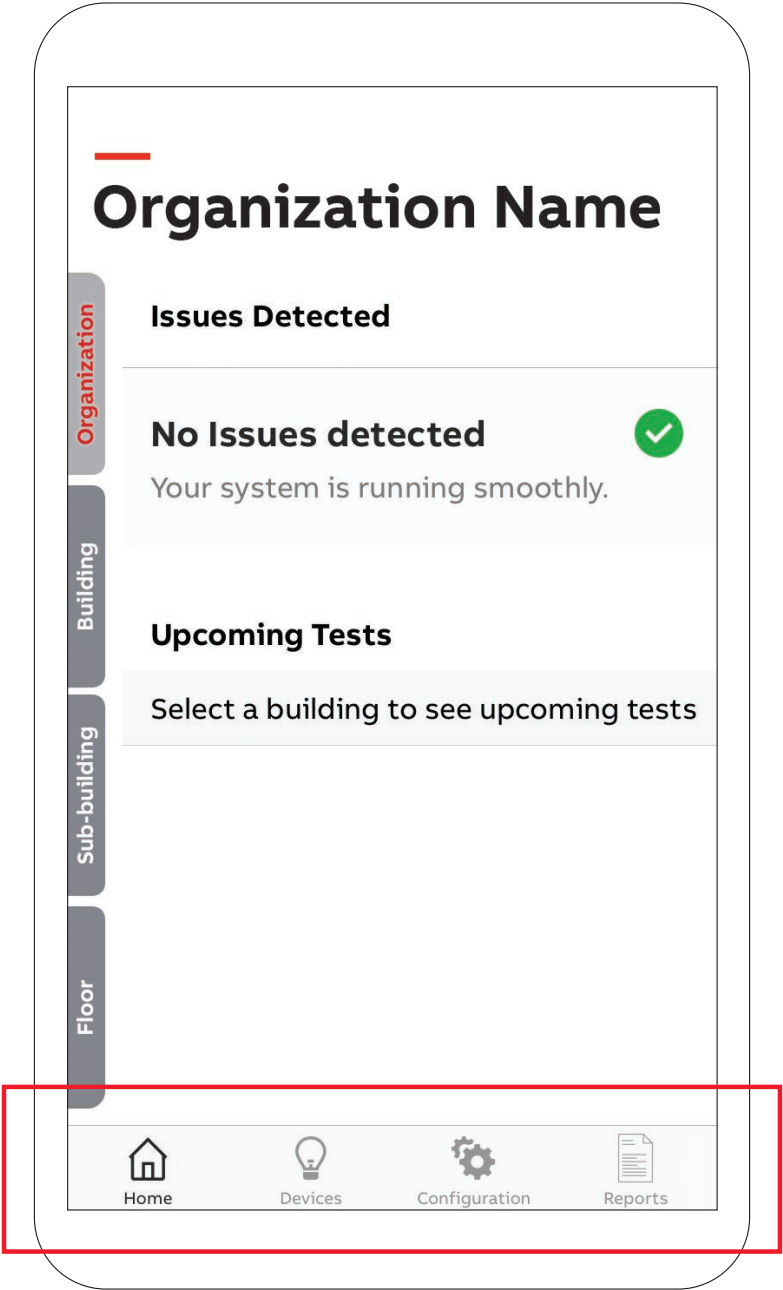 Organization Name
Organization
Issues Detected
No Issues detected
Your system is running smoothly.
Building
Upcoming Tests
Select a building to see upcoming tests
Sub-building
Floor
Home Devices Configuration Reports